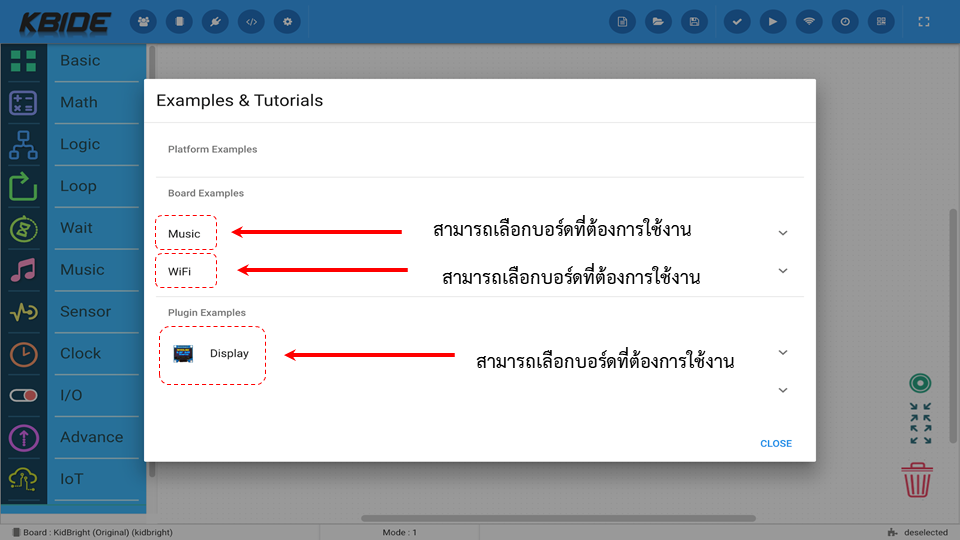 KBIDE
Basic
Math
Logic
Loop
Wait
Music
Sensor
Clock
I/O
Advance
IoT
Examples & Tutorials
Platform Examples
Board Examples
Music
สามารถเลือกบอร์ดที่ต้องการใช้งาน
WiFi
สามารถเลือกบอร์ดที่ต้องการใช้งาน
Plugin Examples
Display
สามารถเลือกบอร์ดที่ต้องการใช้งาน
CLOSE
Board : KidBright (Original) (kidbright)
Mode : 1
deselected